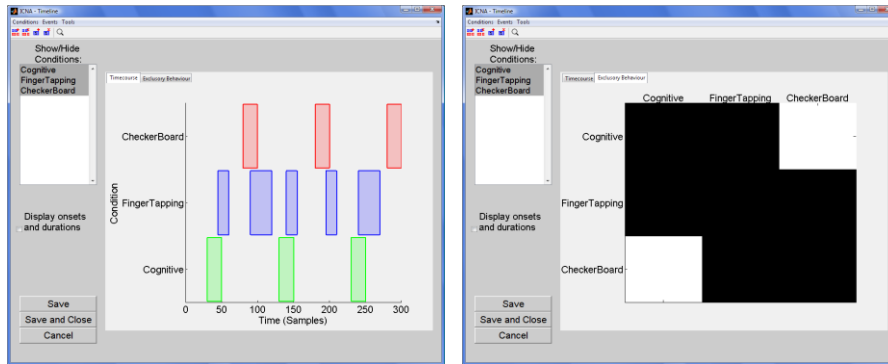 ICNA - Timeline
Conditions Events Tools
Show/Hide
Conditions:
Cognitive
FingerTapping
CheckerBoard
Display onsets
and durations
Save
Save and Close
Cancel
Timecourse Exclusory Behaviour
Condition
CheckerBoard
FingerTapping
Cognitive
0 50 100 150 200 250 300
Time (Samples)
ICNA - Timeline
Conditions Events Tools
Show/Hide
Conditions:
Cognitive
FingerTapping
CheckerBoard
Display onsets
and durations
Save
Save and Close
Cancel
Timecourse Exclusory Behaviour
Cognitive FingerTapping CheckerBoard
Cognitive
FingerTapping
CheckerBoard